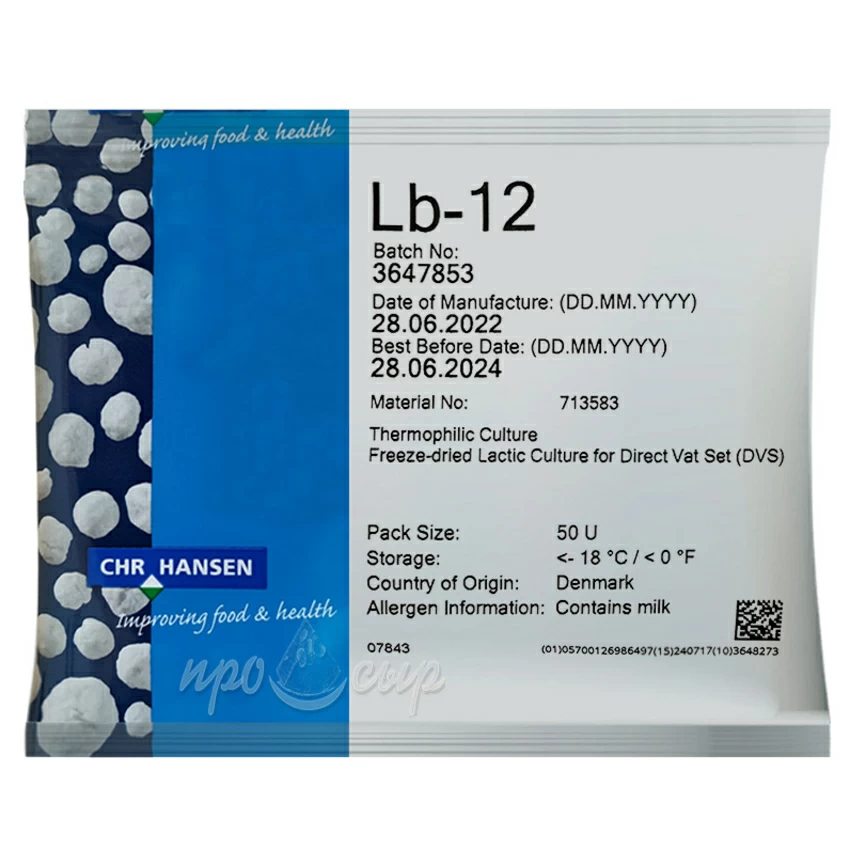 Improving food & health
Lb-12
Batch No:
3647853
Date of Manufacture: (DD.MM.YYYY)
28.06.2022
Best Before Date: (DD.MM.YYYY)
28.06.2024
Material No: 713583
Thermophilic Culture
Freeze-dried Lactic Culture for Direct Vat Set (DVS)
Pack Size: 50 U
Storage: <- 18 °C / < 0 °F
Country of Origin: Denmark
Allergen Information: Contains milk
07843 (01)05700126986497(15)240717(10)3648273
CHR HANSEN
Improving food & health
про сыр